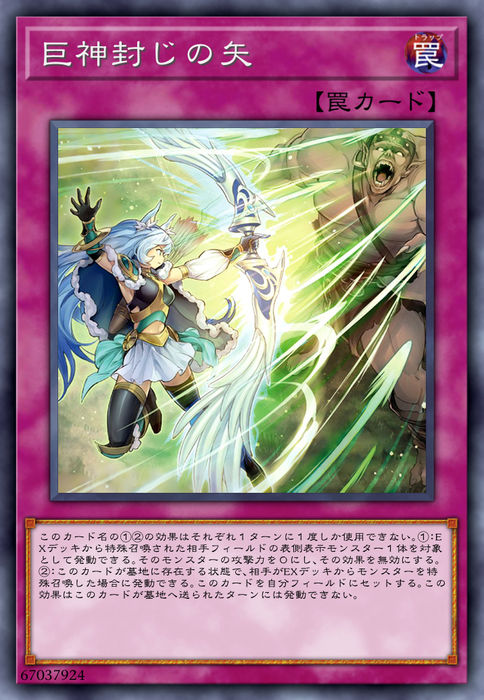 巨神封じの矢
トラップ
罠
【罠カード】
このカード名の①②の効果はそれぞれ１ターンに１度しか使用できない。①：E
Xデッキから特殊召喚された相手フィールドの表側表示モンスター１体を対象
として発動できる。そのモンスターの攻撃力を０にし、その効果を無効にする。
②：このカードが墓地に存在する状態で、相手がEXデッキからモンスターを特
殊召喚した場合に発動できる。このカードを自分フィールドにセットする。この
効果はこのカードが墓地へ送られたターンには発動できない。
67037924